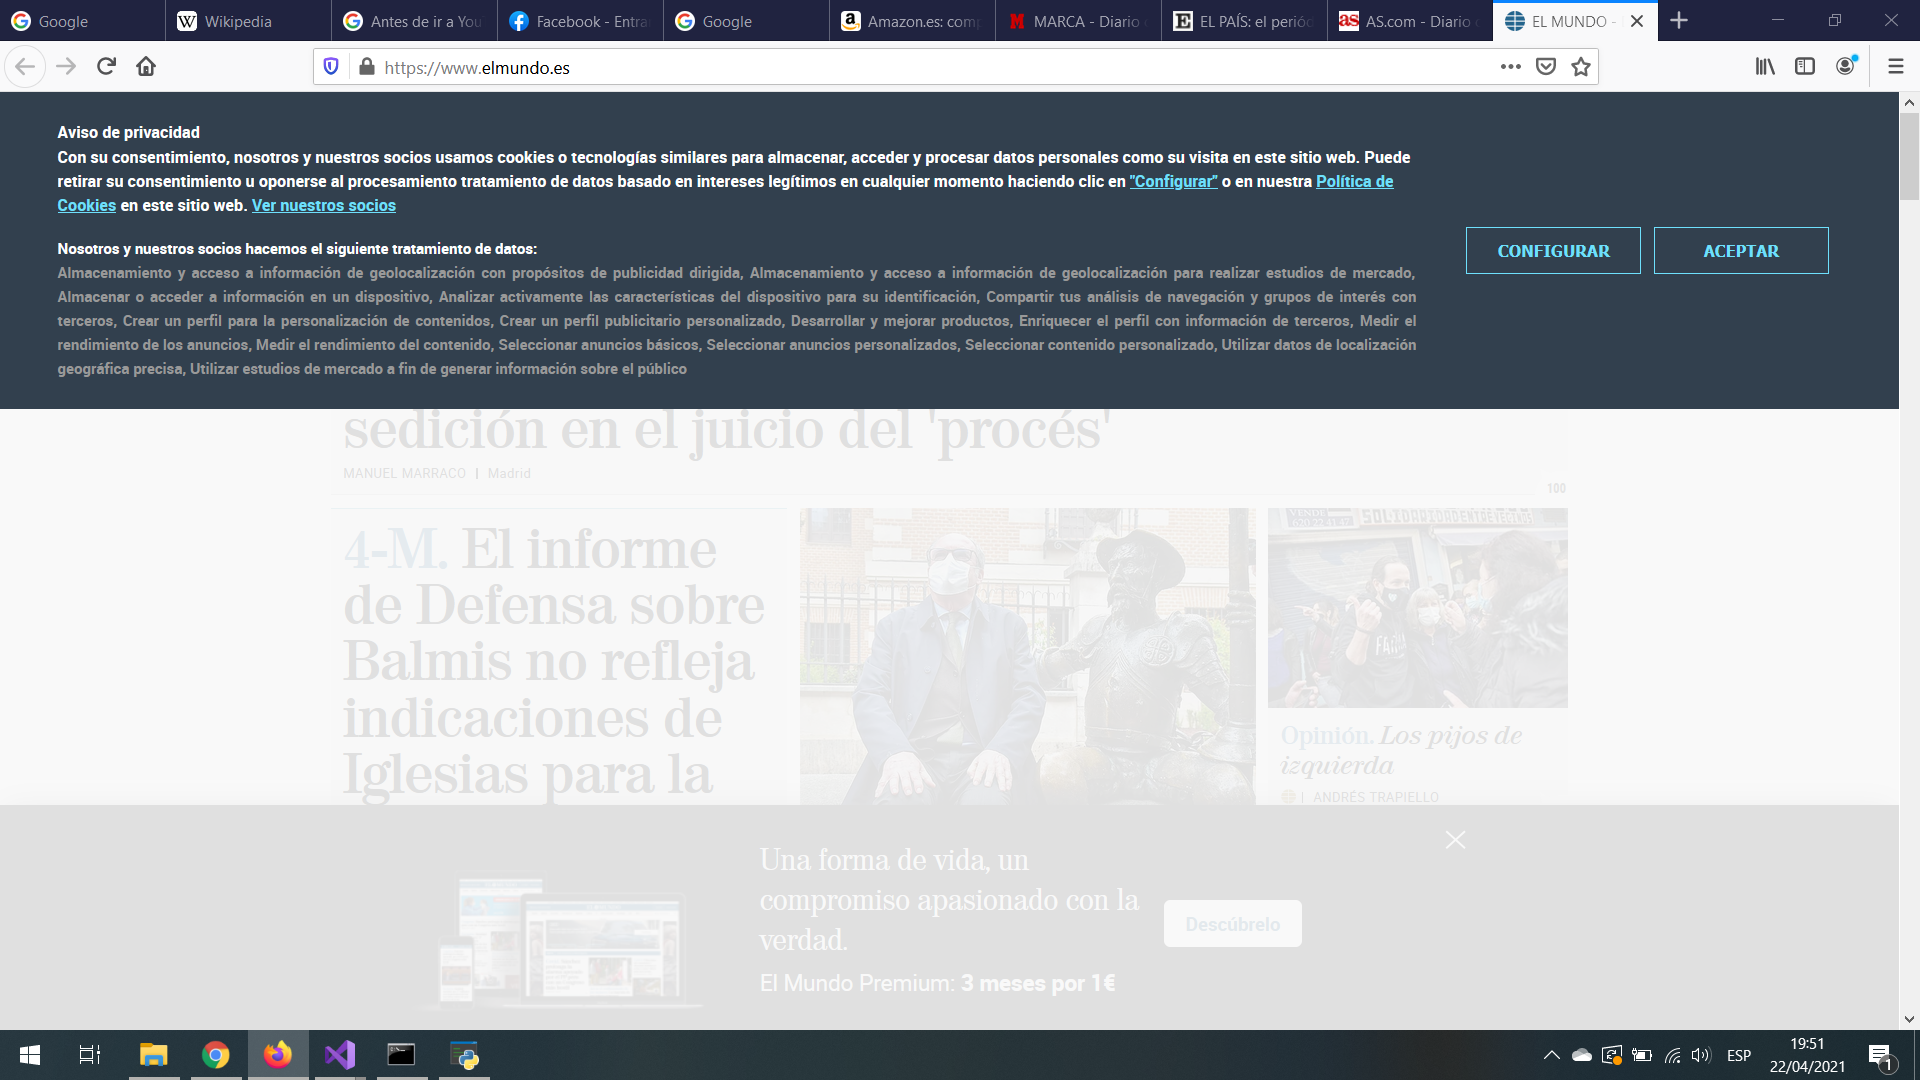 Google
Wikipedia
Antes de ir a You
Facebook - Entra
Google
Amazon.es: comp
MARCA - Diario
EL PAÍS: el periód
AS.com - Diario
EL MUNDO -
https://www.elmundo.es
Aviso de privacidad
Con su consentimiento, nosotros y nuestros socios usamos cookies o tecnologías similares para almacenar, acceder y procesar datos personales como su visita en este sitio web. Puede
retirar su consentimiento u oponerse al procesamiento tratamiento de datos basado en intereses legítimos en cualquier momento haciendo clic en "Configurar" o en nuestra Política de
Cookies en este sitio web. Ver nuestros socios
Nosotros y nuestros socios hacemos el siguiente tratamiento de datos:
Almacenamiento y acceso a información de geolocalización con propósitos de publicidad dirigida, Almacenamiento y acceso a información de geolocalización para realizar estudios de mercado,
Almacenar o acceder a información en un dispositivo, Analizar activamente las características del dispositivo para su identificación, Compartir tus análisis de navegación y grupos de interés con
terceros, Crear un perfil para la personalización de contenidos, Crear un perfil publicitario personalizado, Desarrollar y mejorar productos, Enriquecer el perfil con información de terceros, Medir el
rendimiento de los anuncios, Medir el rendimiento del contenido, Seleccionar anuncios básicos, Seleccionar anuncios personalizados, Seleccionar contenido personalizado, Utilizar datos de localización
geográfica precisa, Utilizar estudios de mercado a fin de generar información sobre el público
CONFIGURAR
ACEPTAR
sedición en el juicio del 'procés'
MANUEL MARRACO | Madrid
100
4-M. El informe
de Defensa sobre
Balmis no refleja
indicaciones de
Iglesias para la
VENDE
620 22 41 47
Opinión. Los pijos de
izquierda
| ANDRÉS TRAPIELLO
Una forma de vida, un
compromiso apasionado con la
verdad.
El Mundo Premium: 3 meses por 1€
Descúbrelo
ESP
19:51
22/04/2021
1